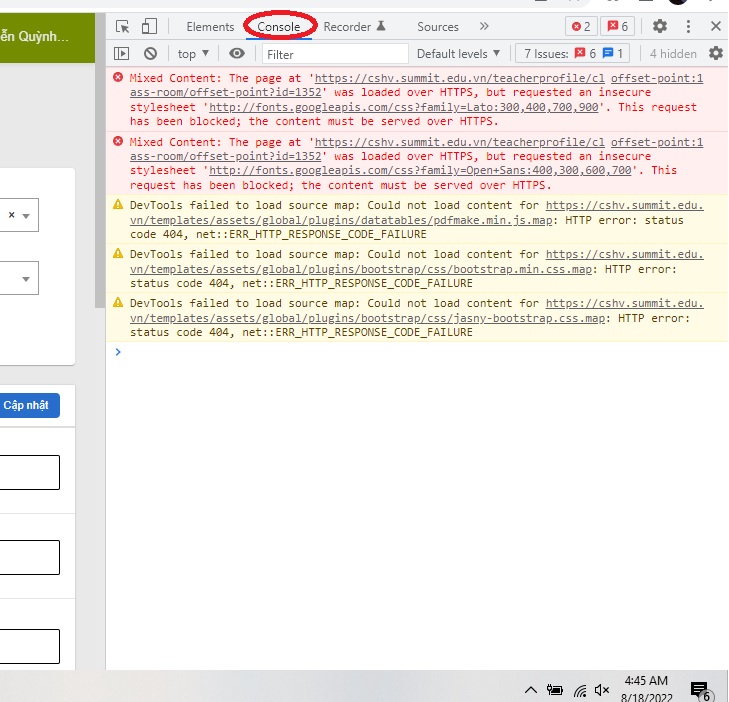 ễn Quỳnh...
Elements Console Recorder Sources » 2 6
top ▼ Filter Default levels ▼ 7 Issues: 6 1 4 hidden
Mixed Content: The page at 'https://cshv.summit.edu.vn/teacherprofile/cl offset-point:1
ass-room/offset-point?id=1352' was loaded over HTTPS, but requested an insecure
stylesheet 'http://fonts.googleapis.com/css?family=Lato:300,400,700,900'. This request
has been blocked; the content must be served over HTTPS.
Mixed Content: The page at 'https://cshv.summit.edu.vn/teacherprofile/cl offset-point:1
ass-room/offset-point?id=1352' was loaded over HTTPS, but requested an insecure
stylesheet 'http://fonts.googleapis.com/css?family=Open+Sans:400,300,600,700'. This
request has been blocked; the content must be served over HTTPS.
DevTools failed to load source map: Could not load content for https://cshv.summit.edu.
vn/templates/assets/global/plugins/datatables/pdfmake.min.js.map: HTTP error: status
code 404, net::ERR_HTTP_RESPONSE_CODE_FAILURE
DevTools failed to load source map: Could not load content for https://cshv.summit.edu.
vn/templates/assets/global/plugins/bootstrap/css/bootstrap.min.css.map: HTTP error:
status code 404, net::ERR_HTTP_RESPONSE_CODE_FAILURE
DevTools failed to load source map: Could not load content for https://cshv.summit.edu.
vn/templates/assets/global/plugins/bootstrap/css/jasny-bootstrap.css.map: HTTP error:
status code 404, net::ERR_HTTP_RESPONSE_CODE_FAILURE
Cập nhật
4:45 AM
8/18/2022
6